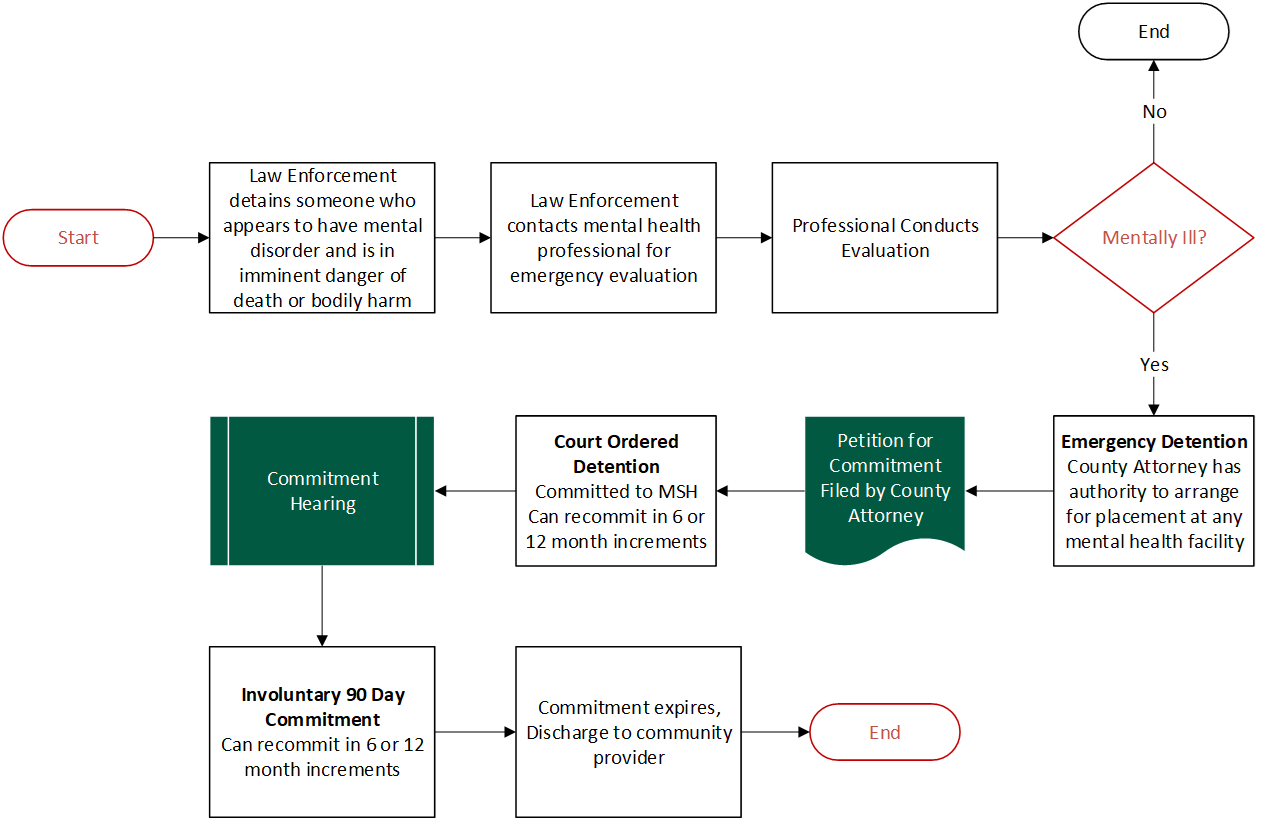 End
No
Start
Law Enforcement
detains someone who
appears to have mental
disorder and is in
imminent danger of
death or bodily harm
Law Enforcement
contacts mental health
professional for
emergency evaluation
Professional Conducts
Evaluation
Mentally Ill?
Yes
Emergency Detention
County Attorney has
authority to arrange
for placement at any
mental health facility
Petition for
Commitment
Filed by County
Attorney
Court Ordered
Detention
Committed to MSH
Can recommit in 6 or
12 month increments
Commitment
Hearing
Involuntary 90 Day
Commitment
Can recommit in 6 or 12
month increments
Commitment expires,
Discharge to community
provider
End